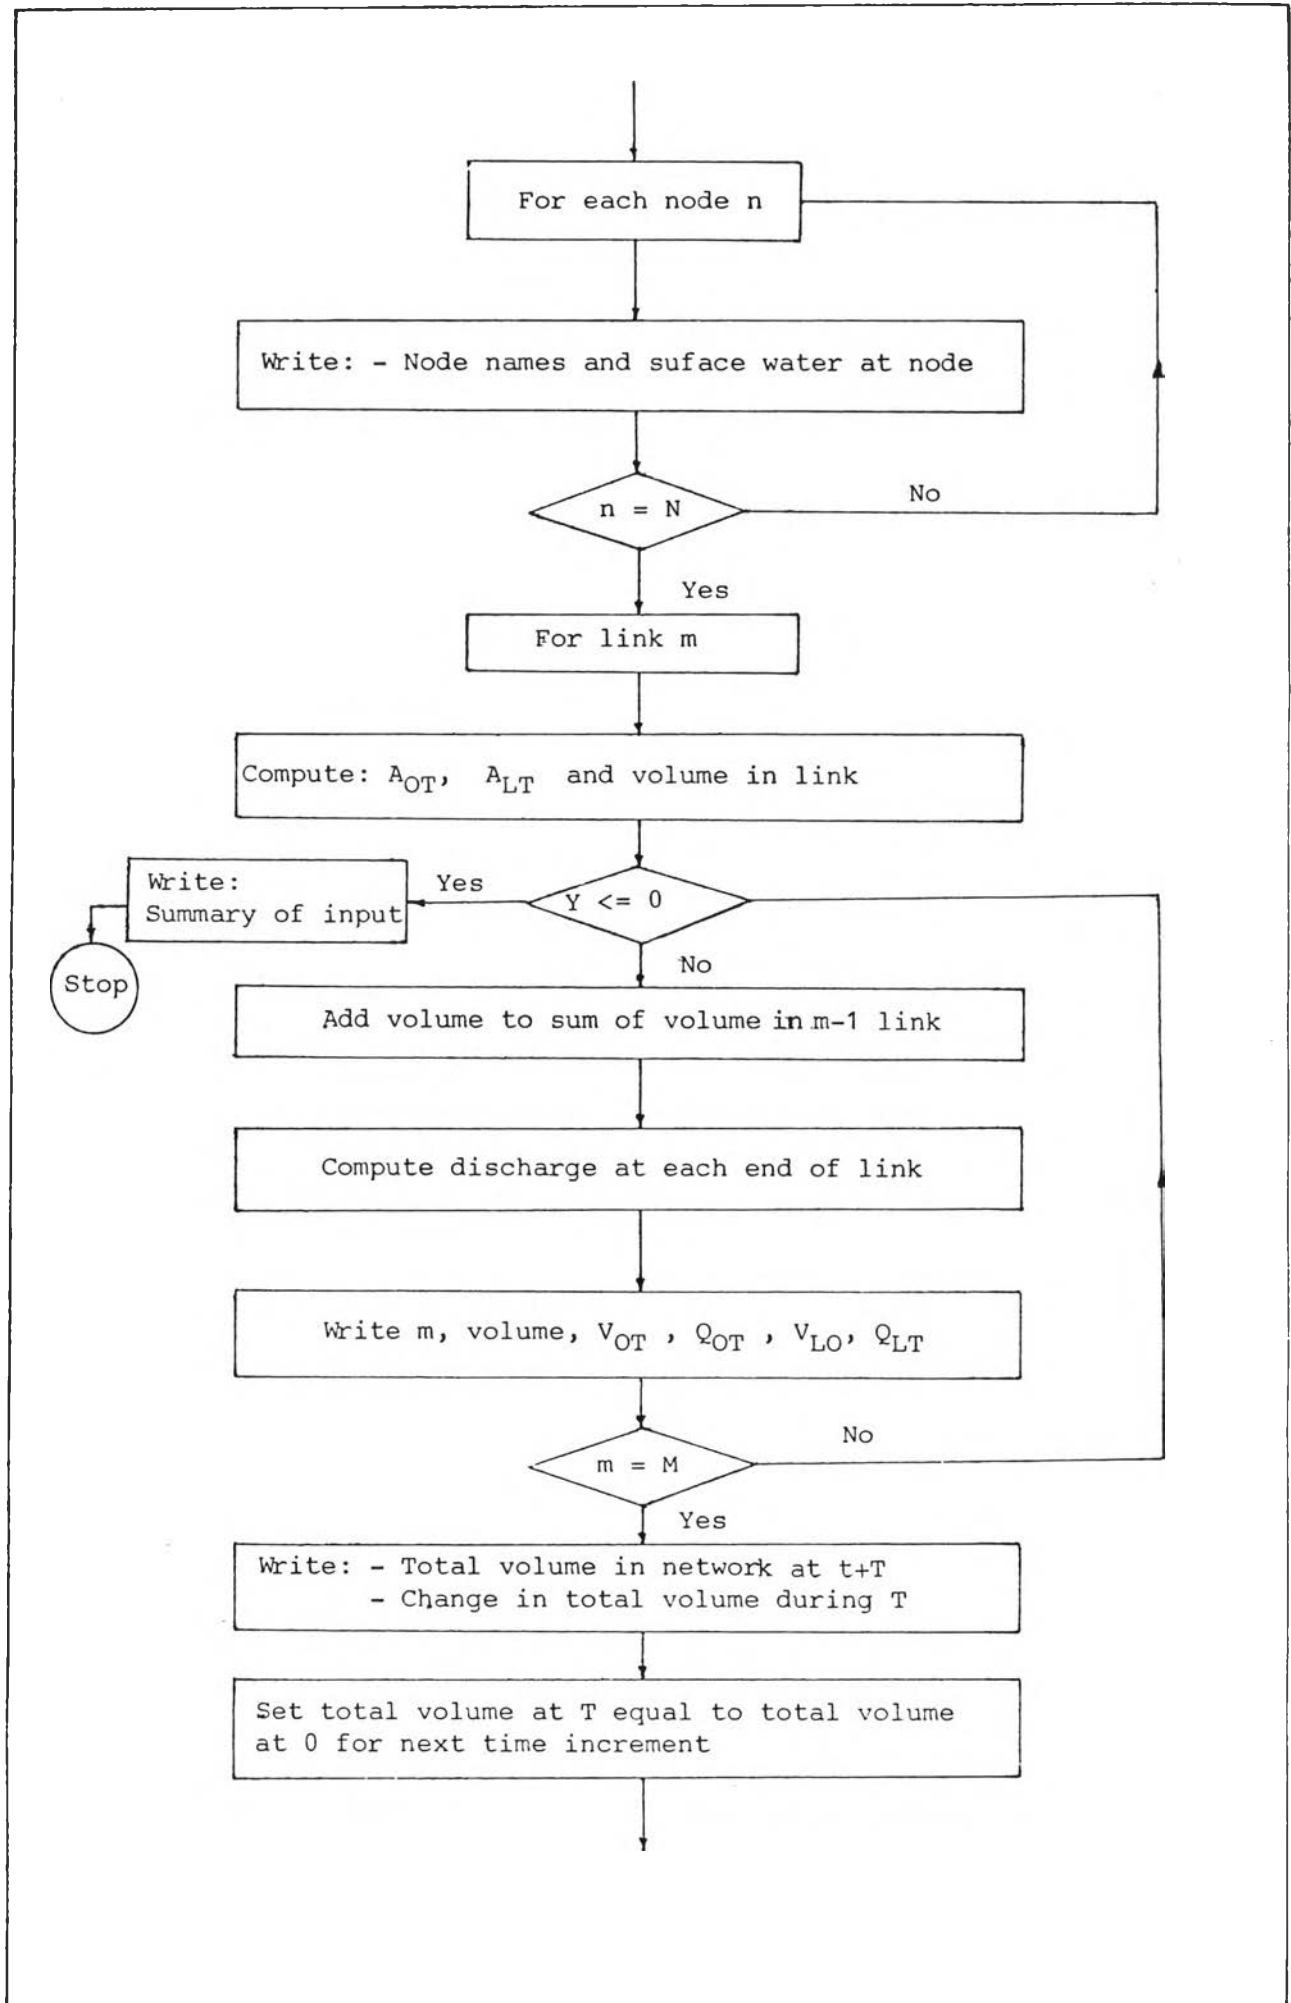 For each node n
Write: - Node names and suface water at node
n = N
No
Yes
For link m
Compute: A_OT, A_LT and volume in link
Write:
Summary of input
Yes
Y <= 0
Stop
No
Add volume to sum of volume in m-1 link
Compute discharge at each end of link
Write m, volume, V_OT , Q_OT , V_LO, Q_LT
No
m = M
Yes
Write: - Total volume in network at t+T
- Change in total volume during T
Set total volume at T equal to total volume
at 0 for next time increment